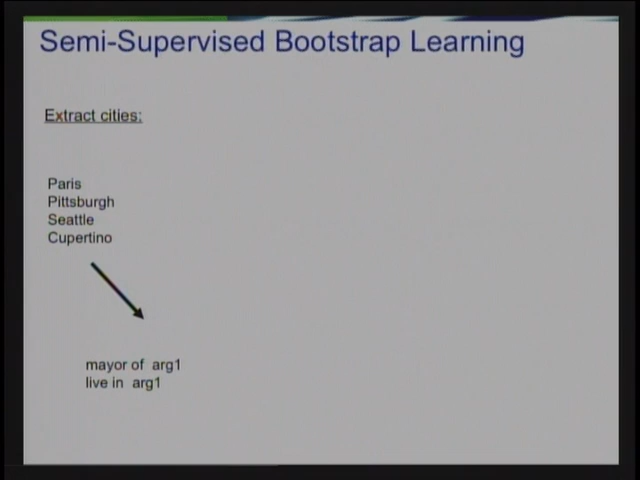 Semi-Supervised Bootstrap Learning
Extract cities:
Paris
Pittsburgh
Seattle
Cupertino
mayor of arg1
live in arg1